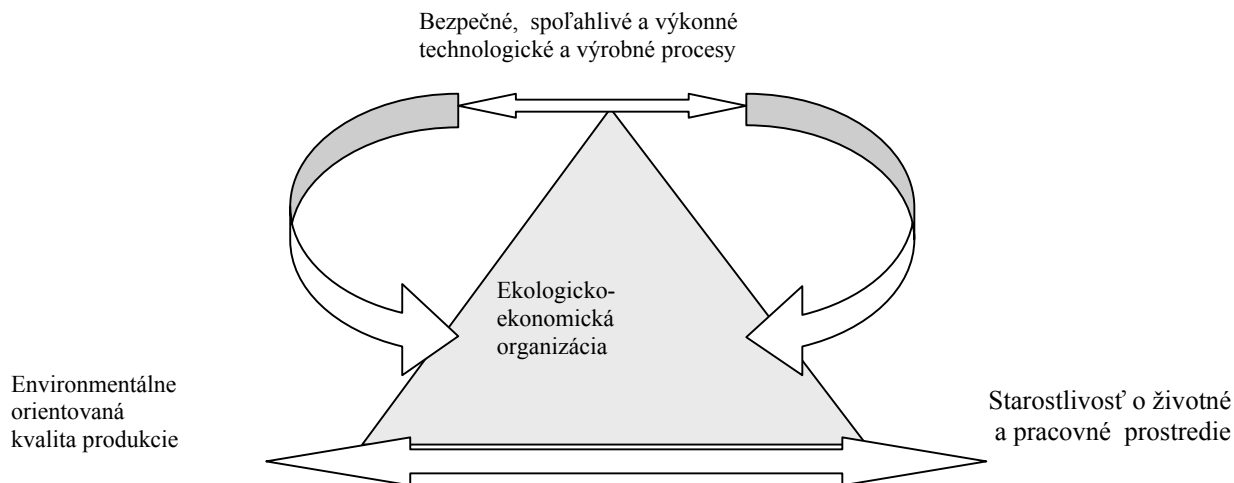 Bezpečné, spoľahlivé a výkonné
technologické a výrobné procesy
Ekologicko-
ekonomická
organizácia
Environmentálne
orientovaná
kvalita produkcie
Starostlivosť o životné
a pracovné prostredie